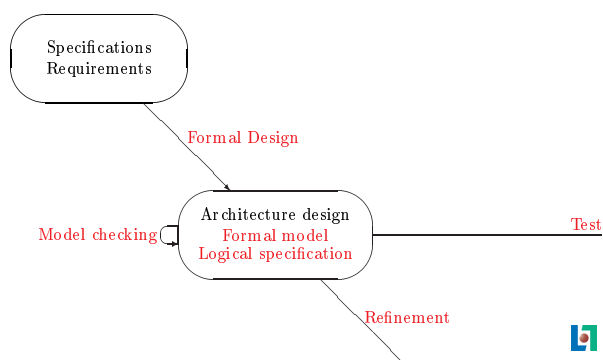 Specifications
Requirements
Formal Design
Architecture design
Model checking
Formal model
Logical specification
Test
Refinement